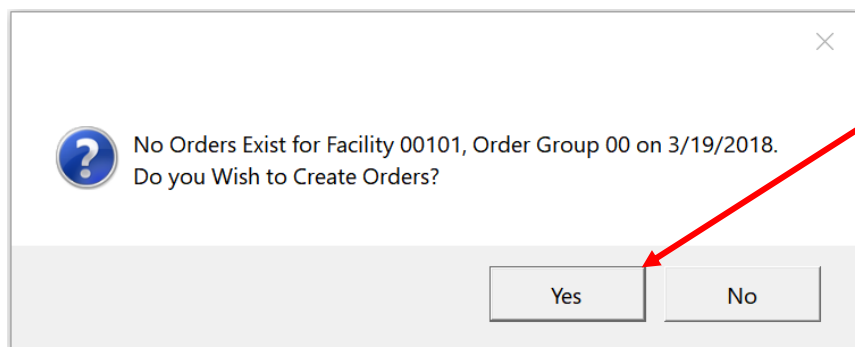 No Orders Exist for Facility 00101, Order Group 00 on 3/19/2018.
Do you Wish to Create Orders?
Yes
No